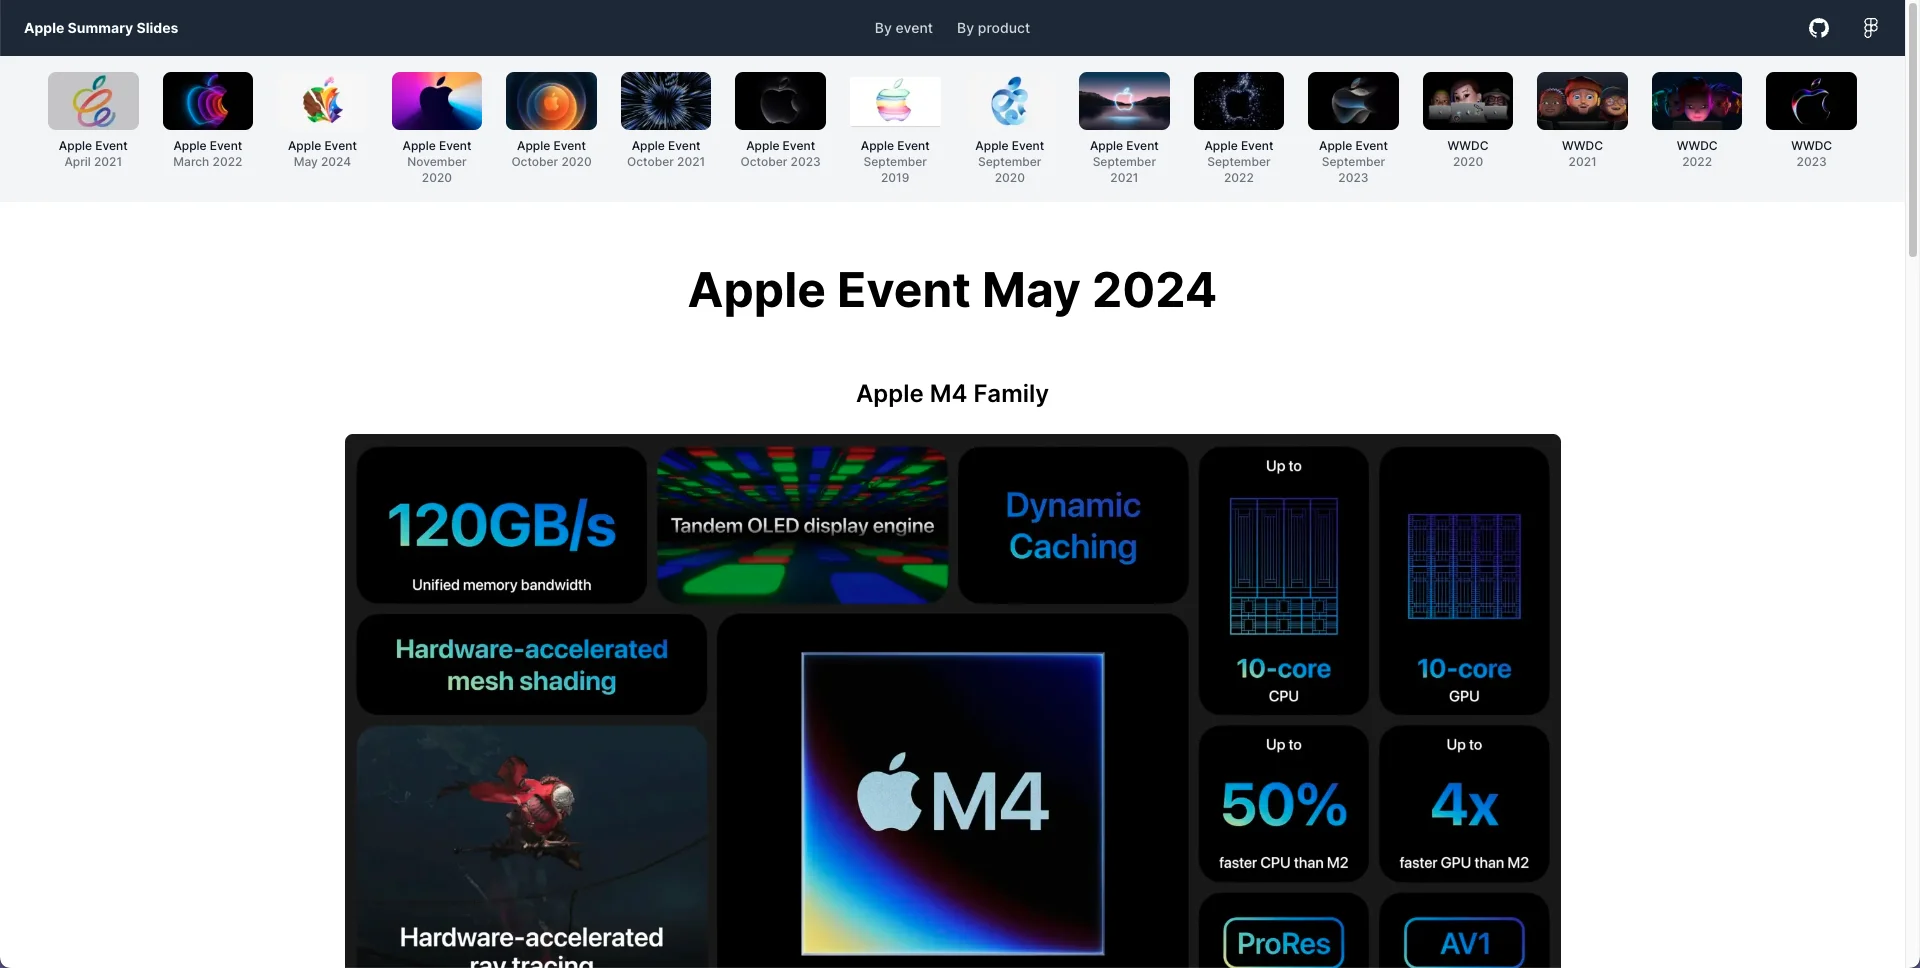 Apple Summary Slides
By event
By product
Apple Event
April 2021
Apple Event
March 2022
Apple Event
May 2024
Apple Event
November
2020
Apple Event
October 2020
Apple Event
October 2021
Apple Event
October 2023
Apple Event
September
2019
Apple Event
September
2020
Apple Event
September
2021
Apple Event
September
2022
Apple Event
September
2023
WWDC
2020
WWDC
2021
WWDC
2022
WWDC
2023
Apple Event May 2024
Apple M4 Family
120GB/s
Unified memory bandwidth
Tandem OLED display engine
Dynamic
Caching
Up to
10-core
CPU
10-core
GPU
Hardware-accelerated
mesh shading
M4
Up to
50%
faster CPU than M2
Up to
4x
faster GPU than M2
Hardware-accelerated
ray tracing
ProRes
AV1